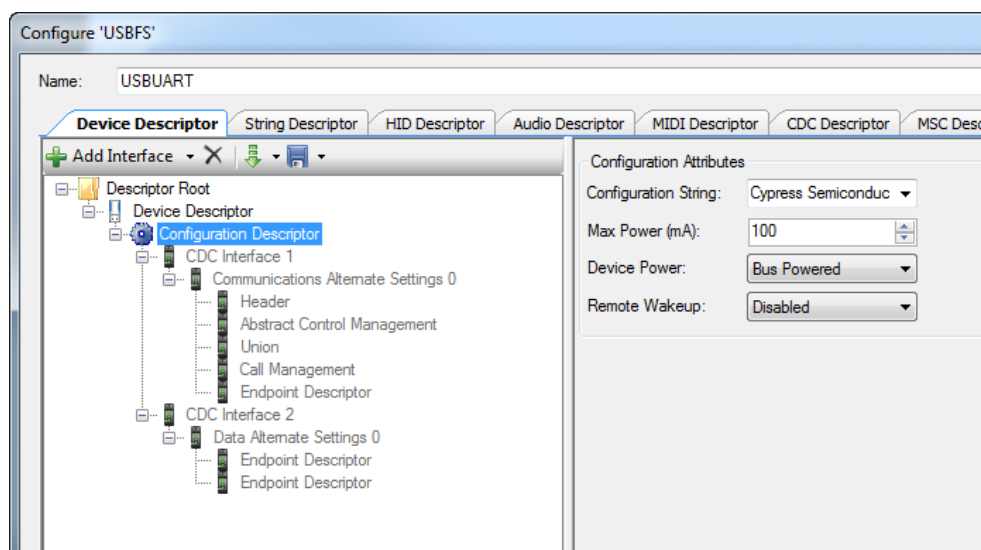 Configure 'USBFS'
Name: USBUART
Device Descriptor String Descriptor HID Descriptor Audio Descriptor MIDI Descriptor CDC Descriptor MSC Desc
Add Interface
Descriptor Root
Device Descriptor
Configuration Descriptor
CDC Interface 1
Communications Alternate Settings 0
Header
Abstract Control Management
Union
Call Management
Endpoint Descriptor
CDC Interface 2
Data Alternate Settings 0
Endpoint Descriptor
Endpoint Descriptor
Configuration Attributes
Configuration String: Cypress Semiconduc
Max Power (mA): 100
Device Power: Bus Powered
Remote Wakeup: Disabled